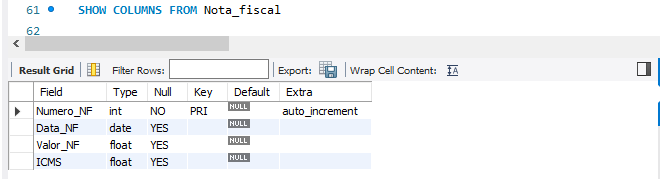 61 SHOW COLUMNS FROM Nota_fiscal
62
Result Grid Filter Rows: Export: Wrap Cell Content: IA
Field Type Null Key Default Extra
Numero_NF int NO PRI NULL auto_increment
Data_NF date YES NULL
Valor_NF float YES NULL
ICMS float YES NULL